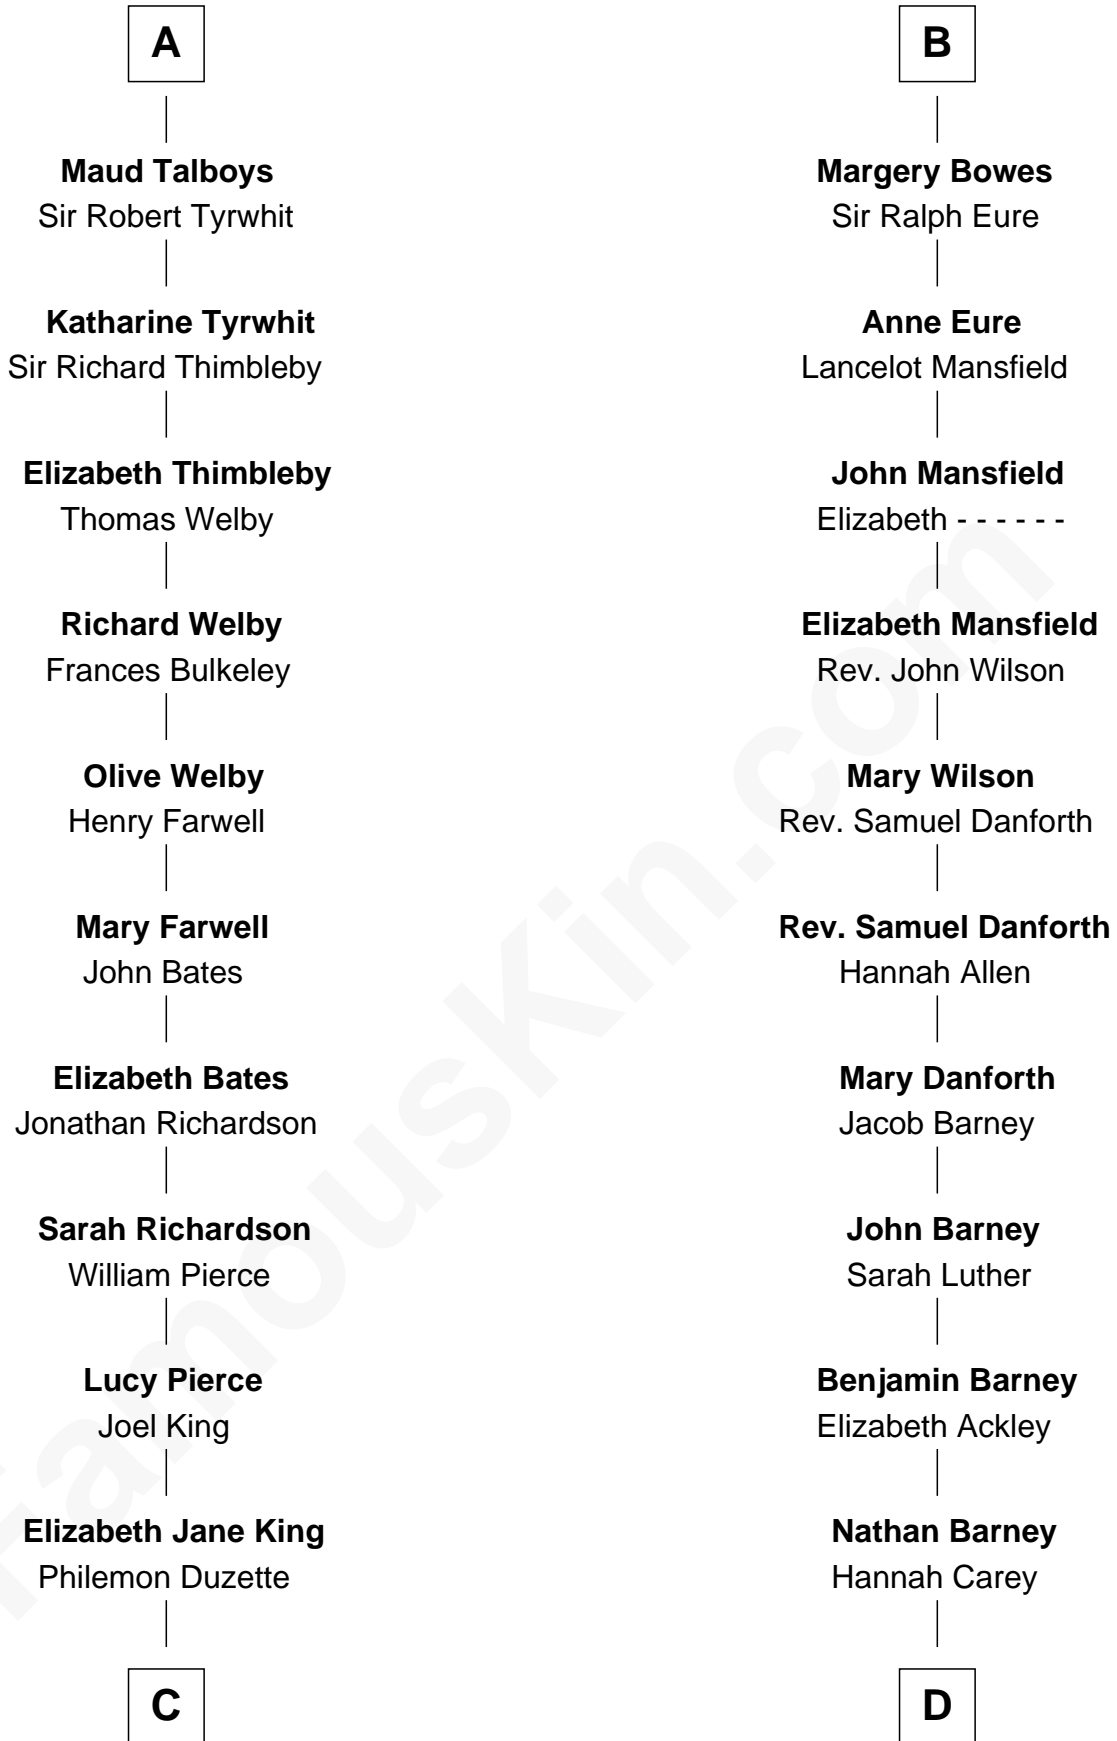 A
Maud Talboys
Sir Robert Tyrwhit
Katharine Tyrwhit
Sir Richard Thimbleby
Elizabeth Thimbleby
Thomas Welby
Richard Welby
Frances Bulkeley
Olive Welby
Henry Farwell
Mary Farwell
John Bates
Elizabeth Bates
Jonathan Richardson
Sarah Richardson
William Pierce
Lucy Pierce
Joel King
Elizabeth Jane King
Philemon Duzette
C
B
Margery Bowes
Sir Ralph Eure
Anne Eure
Lancelot Mansfield
John Mansfield
Elizabeth - - - - - -
Elizabeth Mansfield
Rev. John Wilson
Mary Wilson
Rev. Samuel Danforth
Rev. Samuel Danforth
Hannah Allen
Mary Danforth
Jacob Barney
John Barney
Sarah Luther
Benjamin Barney
Elizabeth Ackley
Nathan Barney
Hannah Carey
D
FamousKin.com